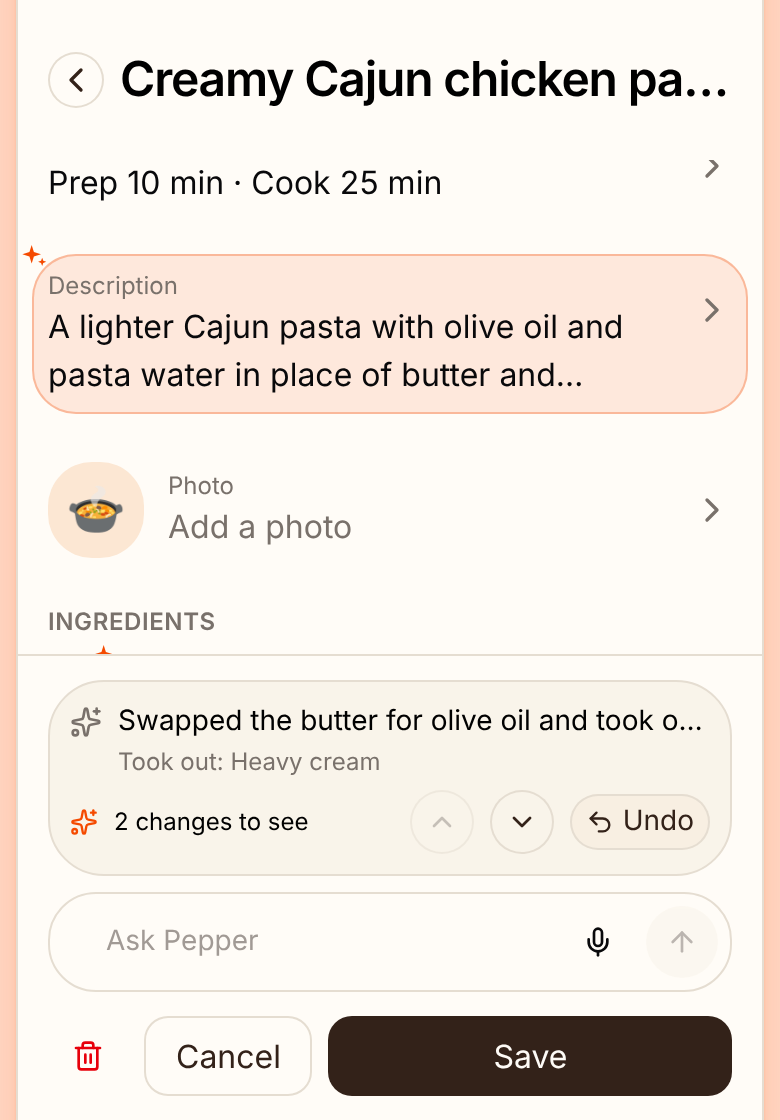 Creamy Cajun chicken pa...
Prep 10 min · Cook 25 min
Description
A lighter Cajun pasta with olive oil and
pasta water in place of butter and...
Photo
Add a photo
INGREDIENTS
Swapped the butter for olive oil and took o...
Took out: Heavy cream
2 changes to see
Undo
Ask Pepper
Cancel
Save